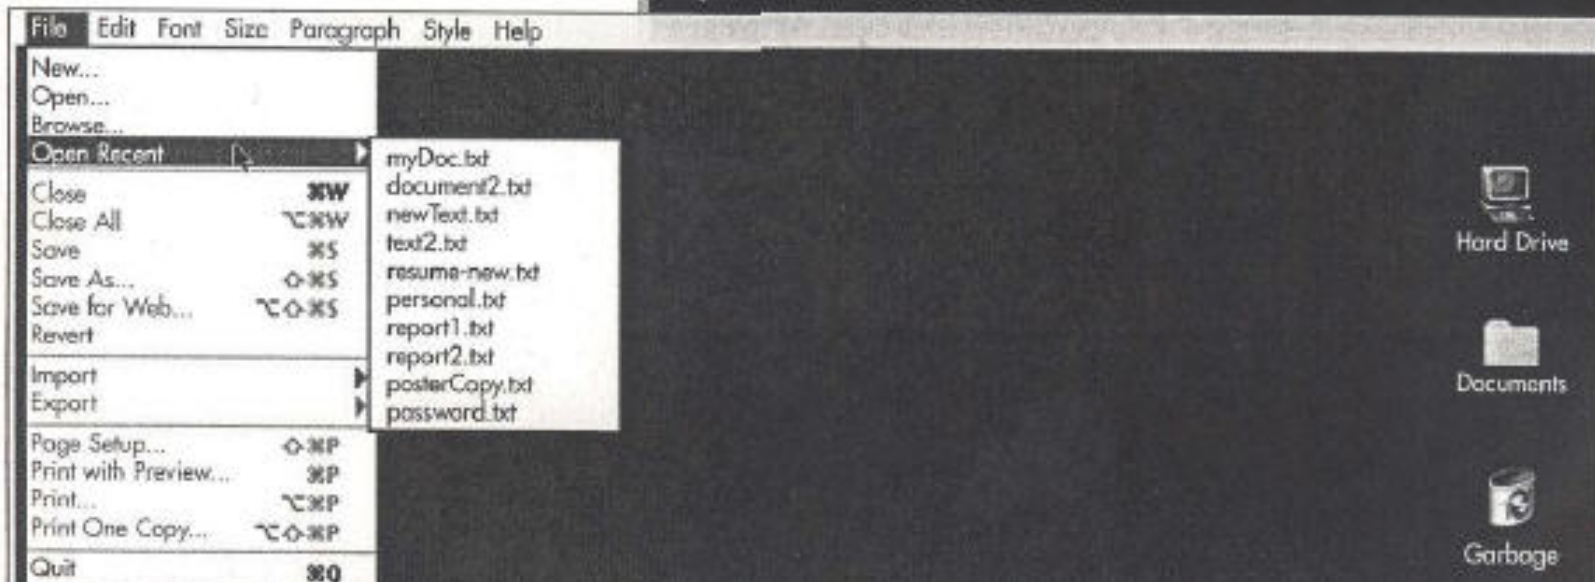 File Edit Font Size Paragraph Style Help
New...
Open...
Browse...
Open Recent
Close ⌘W
Close All ⌥⌘W
Save ⌘S
Save As... ⇧⌘S
Save for Web... ⌥⇧⌘S
Revert
Import
Export
Page Setup... ⇧⌘P
Print with Preview... ⌘P
Print... ⌥⌘P
Print One Copy... ⌥⇧⌘P
Quit ⌘Q
myDoc.txt
document2.txt
newText.txt
text2.txt
resume-new.txt
personal.txt
report1.txt
report2.txt
posterCopy.txt
password.txt
Hard Drive
Documents
Garbage